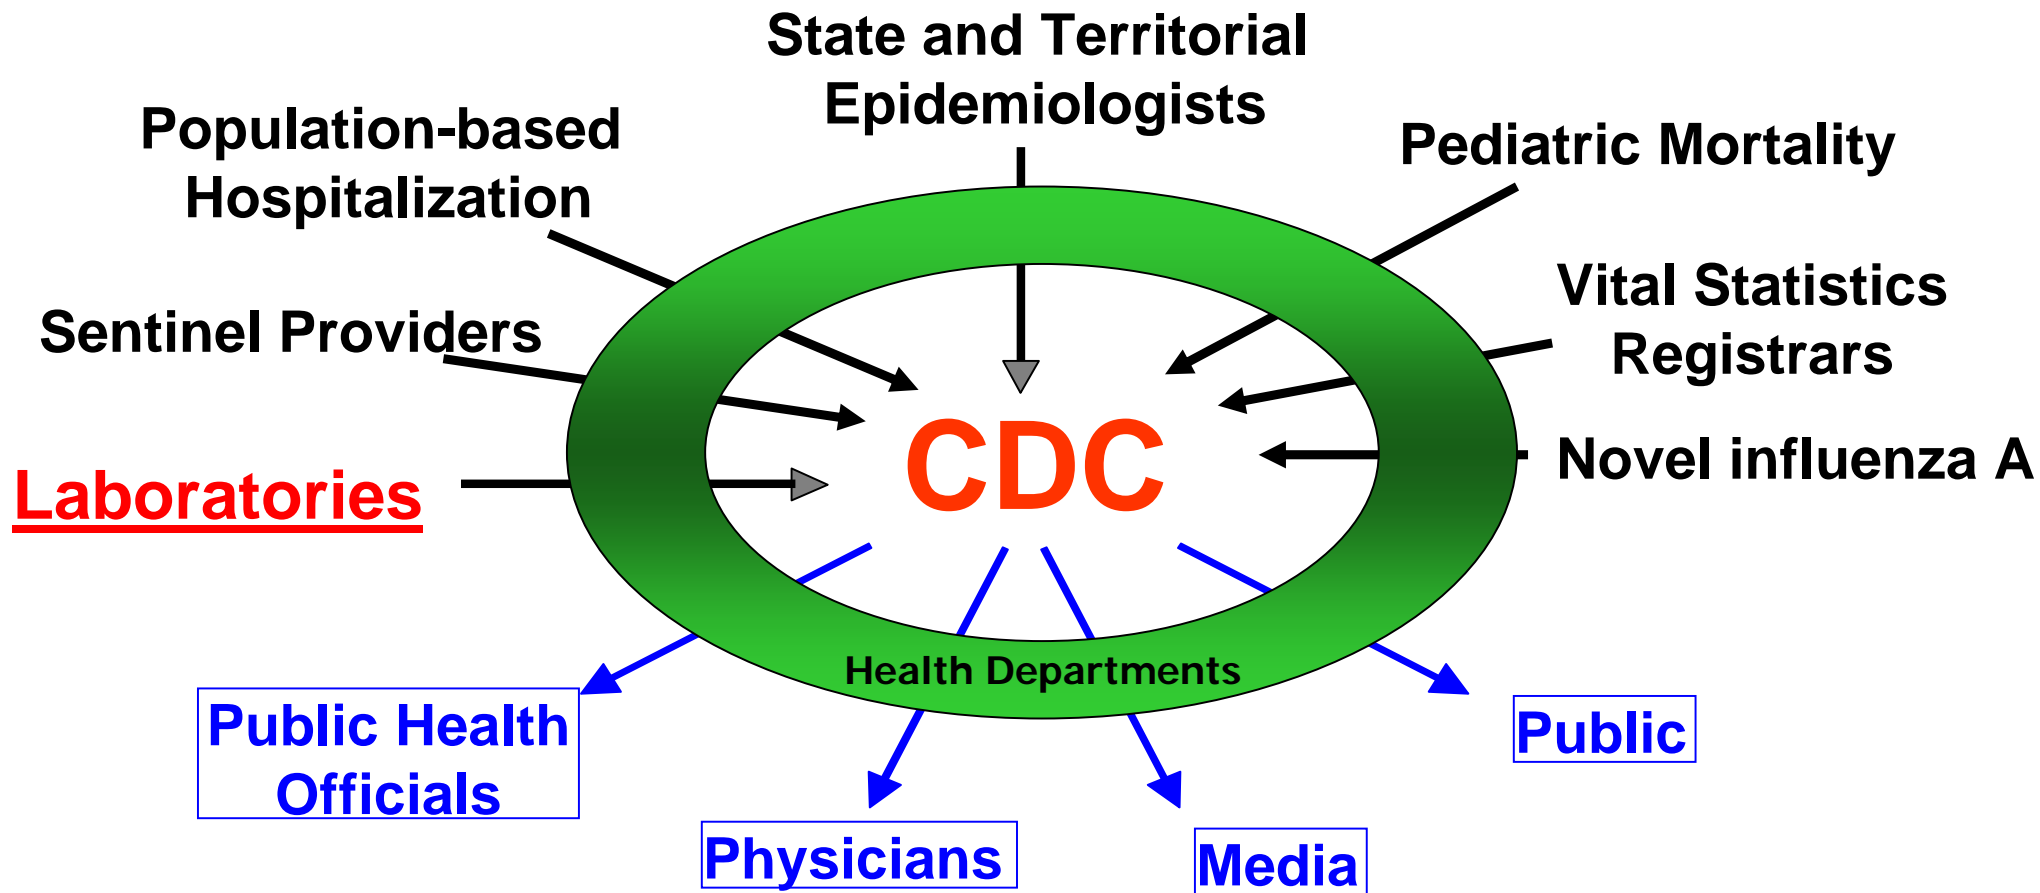 State and Territorial
Epidemiologists
Population-based
Hospitalization
Pediatric Mortality
Sentinel Providers
Vital Statistics
Registrars
Laboratories
CDC
Novel influenza A
Health Departments
Public Health
Officials
Public
Physicians
Media